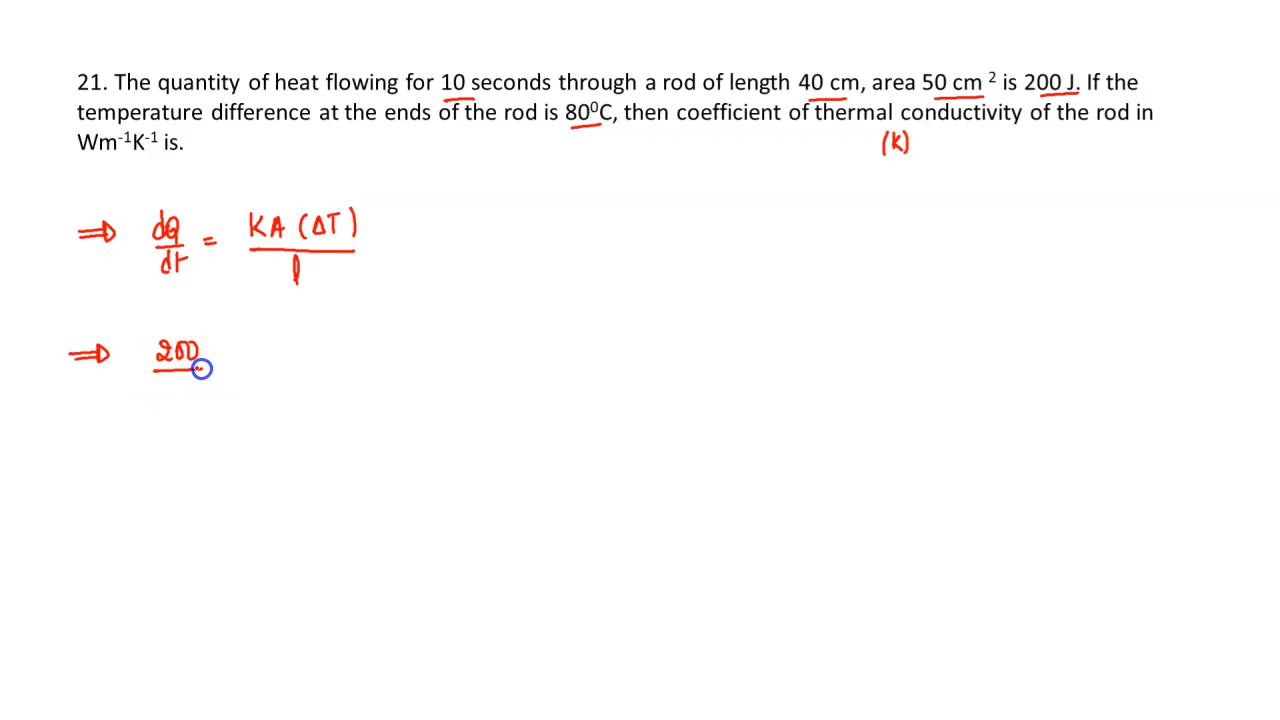 21. The quantity of heat flowing for 10 seconds through a rod of length 40 cm, area 50 cm ² is 200 J. If the
temperature difference at the ends of the rod is 80⁰C, then coefficient of thermal conductivity of the rod in
Wm⁻¹K⁻¹ is.
(K)
⇒ dQ/dt = KA(ΔT)/l
⇒ 200